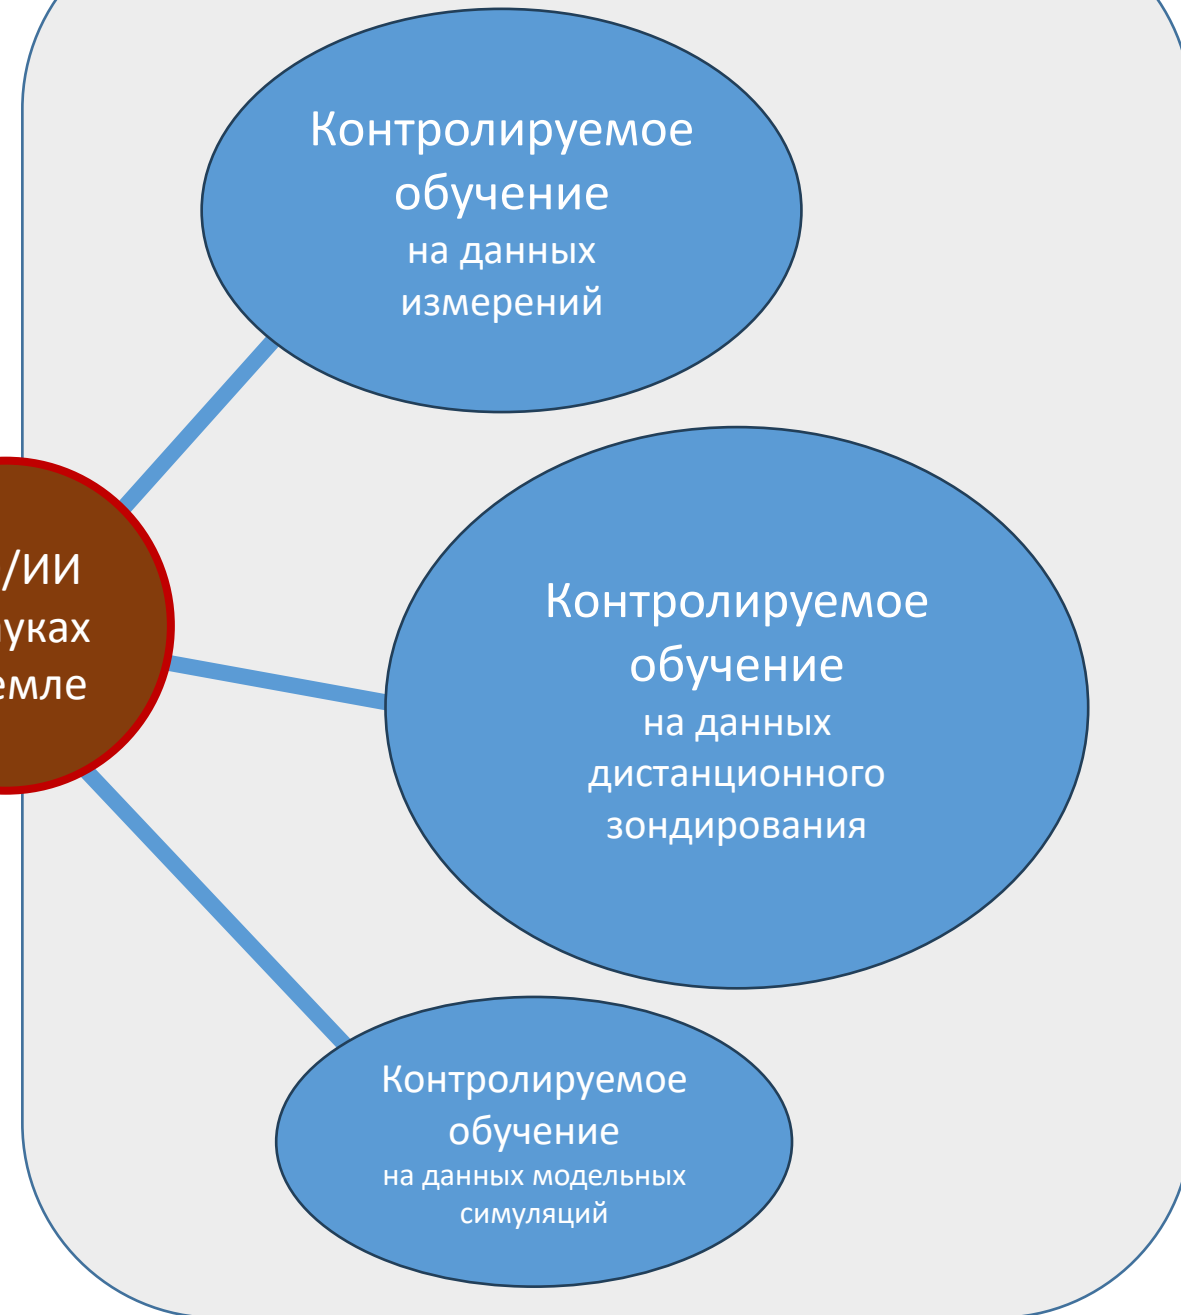 Контролируемое
обучение
на данных
измерений
/ИИ
уках
емле
Контролируемое
обучение
на данных
дистанционного
зондирования
Контролируемое
обучение
на данных модельных
симуляций